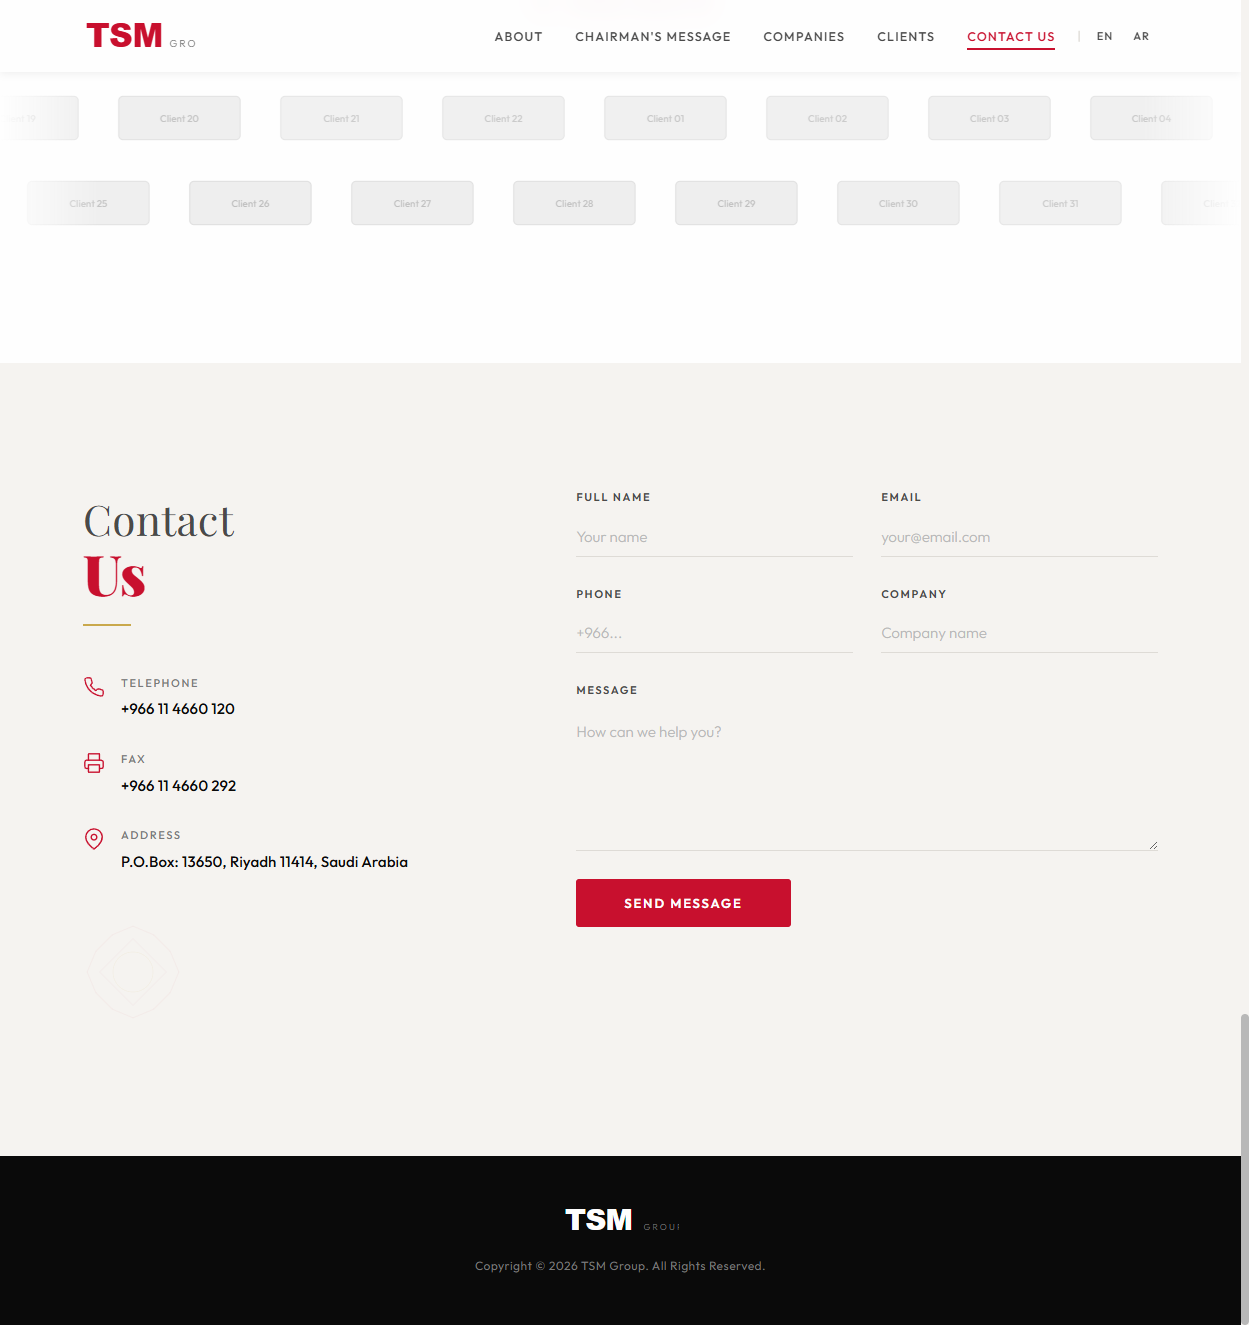 TSM GRO
ABOUT CHAIRMAN'S MESSAGE COMPANIES CLIENTS CONTACT US | EN AR
Client 20 Client 21 Client 22 Client 01 Client 02 Client 03 Client 04
Client 25 Client 26 Client 27 Client 28 Client 29 Client 30 Client 31
Contact
Us
TELEPHONE
+966 11 4660 120
FAX
+966 11 4660 292
ADDRESS
P.O.Box: 13650, Riyadh 11414, Saudi Arabia
FULL NAME
Your name
EMAIL
your@email.com
PHONE
+966...
COMPANY
Company name
MESSAGE
How can we help you?
SEND MESSAGE
TSM GROU
Copyright © 2026 TSM Group. All Rights Reserved.